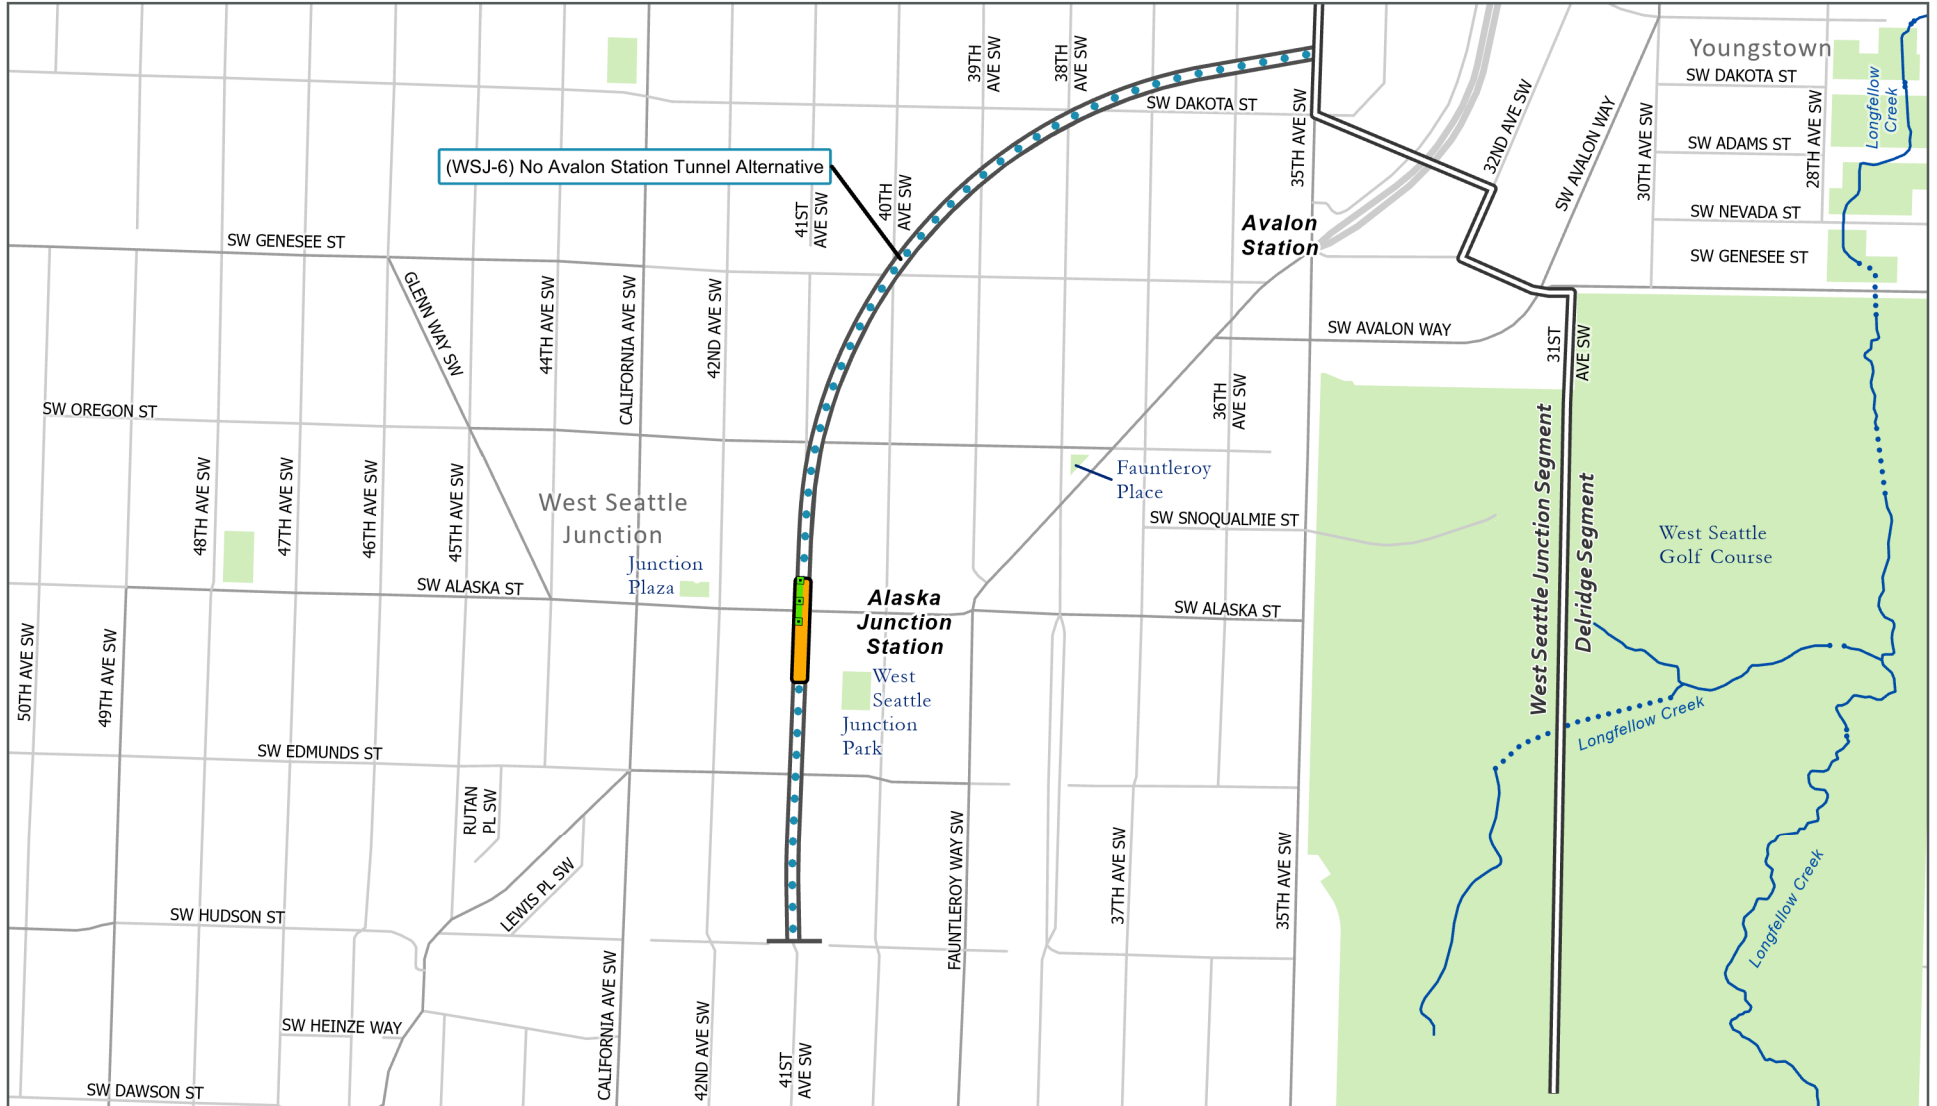 Youngstown
SW DAKOTA ST
39TH
AVE SW
38TH
AVE SW
SW DAKOTA ST
35TH AVE SW
32ND AVE SW
SW AVALON WAY
30TH AVE SW
SW ADAMS ST
28TH AVE SW
Longfellow
Creek
(WSJ-6) No Avalon Station Tunnel Alternative
41ST
AVE SW
40TH
AVE SW
Avalon
Station
SW NEVADA ST
SW GENESEE ST
SW GENESEE ST
GLENN WAY SW
44TH AVE SW
CALIFORNIA AVE SW
42ND AVE SW
SW AVALON WAY
31ST
AVE SW
36TH
AVE SW
SW OREGON ST
48TH AVE SW
47TH AVE SW
46TH AVE SW
45TH AVE SW
West Seattle
Junction
Junction
Plaza
Fauntleroy
Place
SW SNOQUALMIE ST
West Seattle Junction Segment
Delridge Segment
West Seattle
Golf Course
SW ALASKA ST
Alaska
Junction
Station
SW ALASKA ST
50TH AVE SW
49TH AVE SW
West
Seattle
Junction
Park
Longfellow Creek
SW EDMUNDS ST
RUTAN
PL SW
LEWIS PL SW
FAUNTLEROY WAY SW
37TH AVE SW
35TH AVE SW
Longfellow Creek
SW HUDSON ST
CALIFORNIA AVE SW
42ND AVE SW
41ST
AVE SW
SW HEINZE WAY
SW DAWSON ST